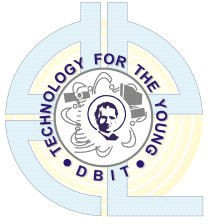 TECHNOLOGY FOR THE YOUNG
• DBIT •